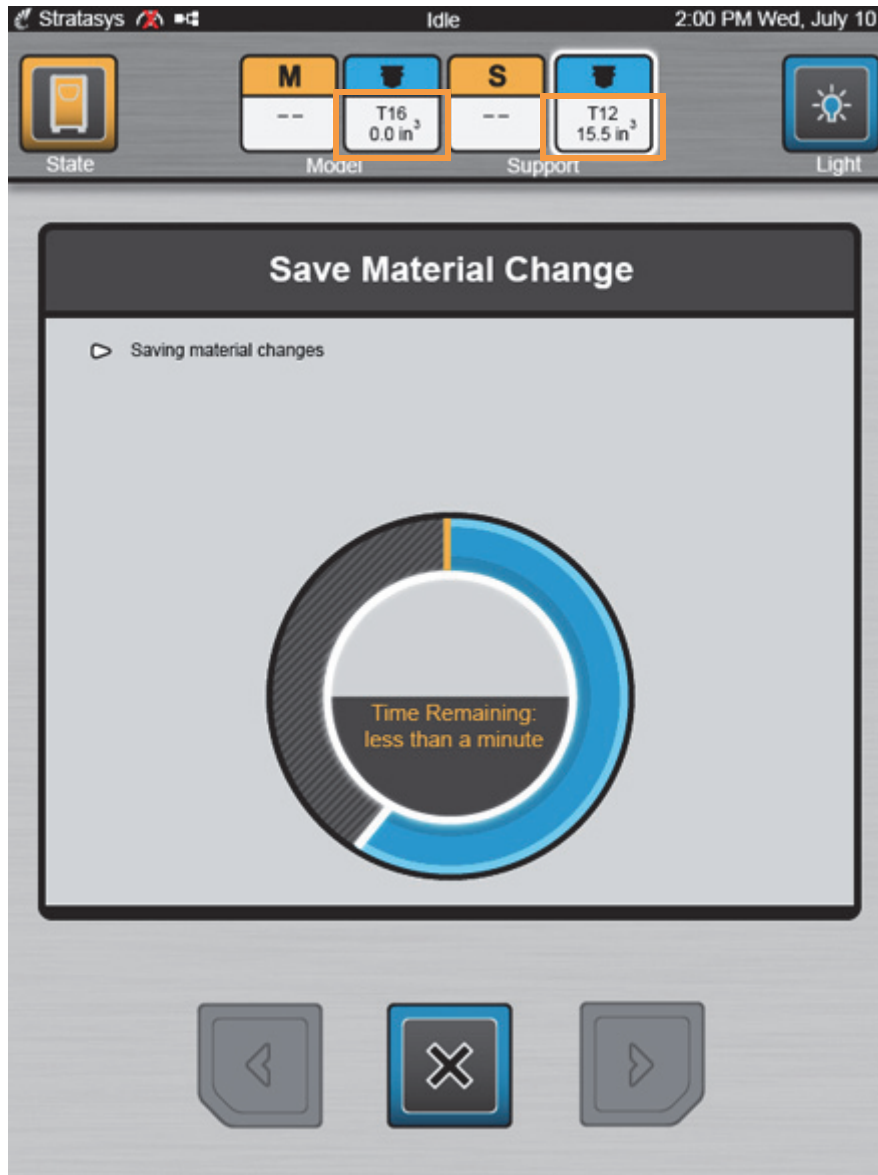 Stratasys Idle 2:00 PM Wed, July 10
M S
-- T16 -- T12
0.0 in³ 15.5 in³
State Model Support Light
Save Material Change
Saving material changes
Time Remaining:
less than a minute